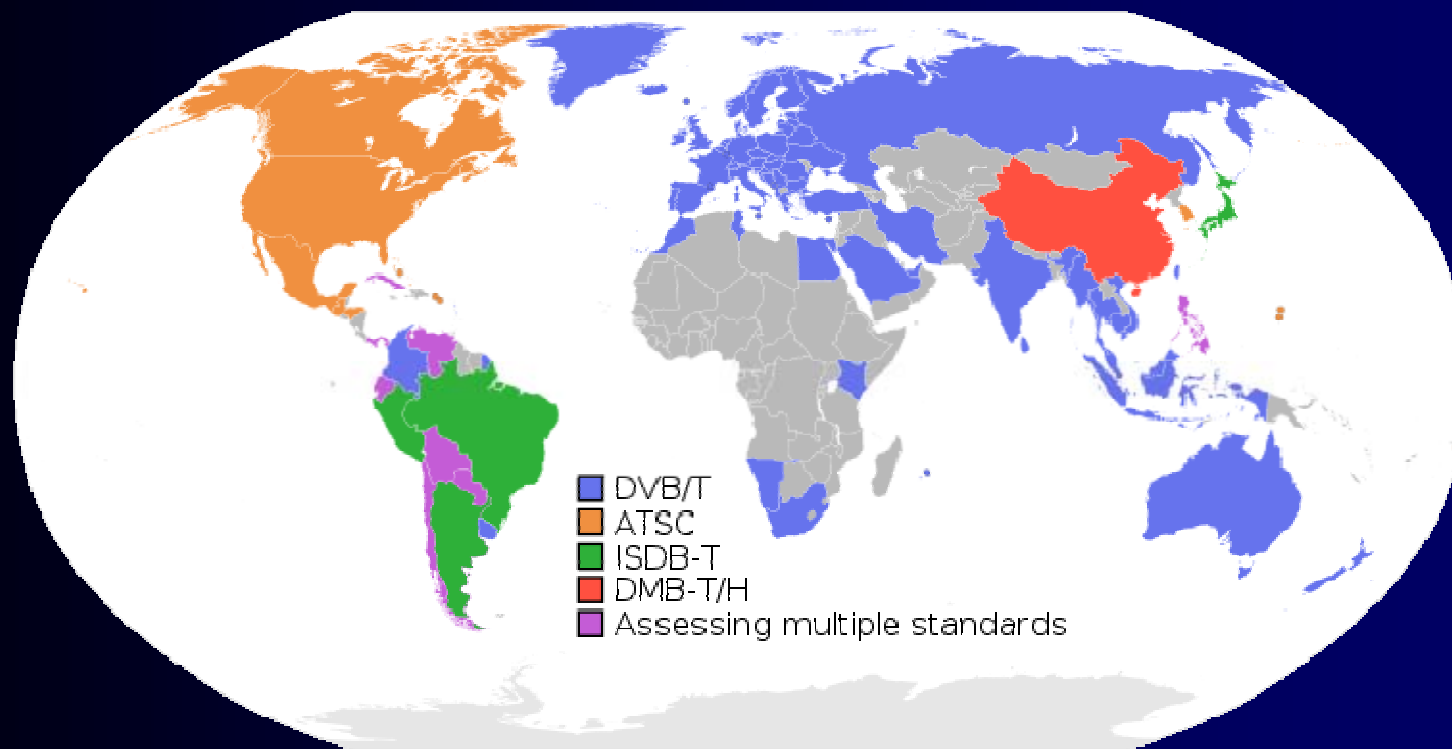 DVB/T
ATSC
ISDB-T
DMB-T/H
Assessing multiple standards